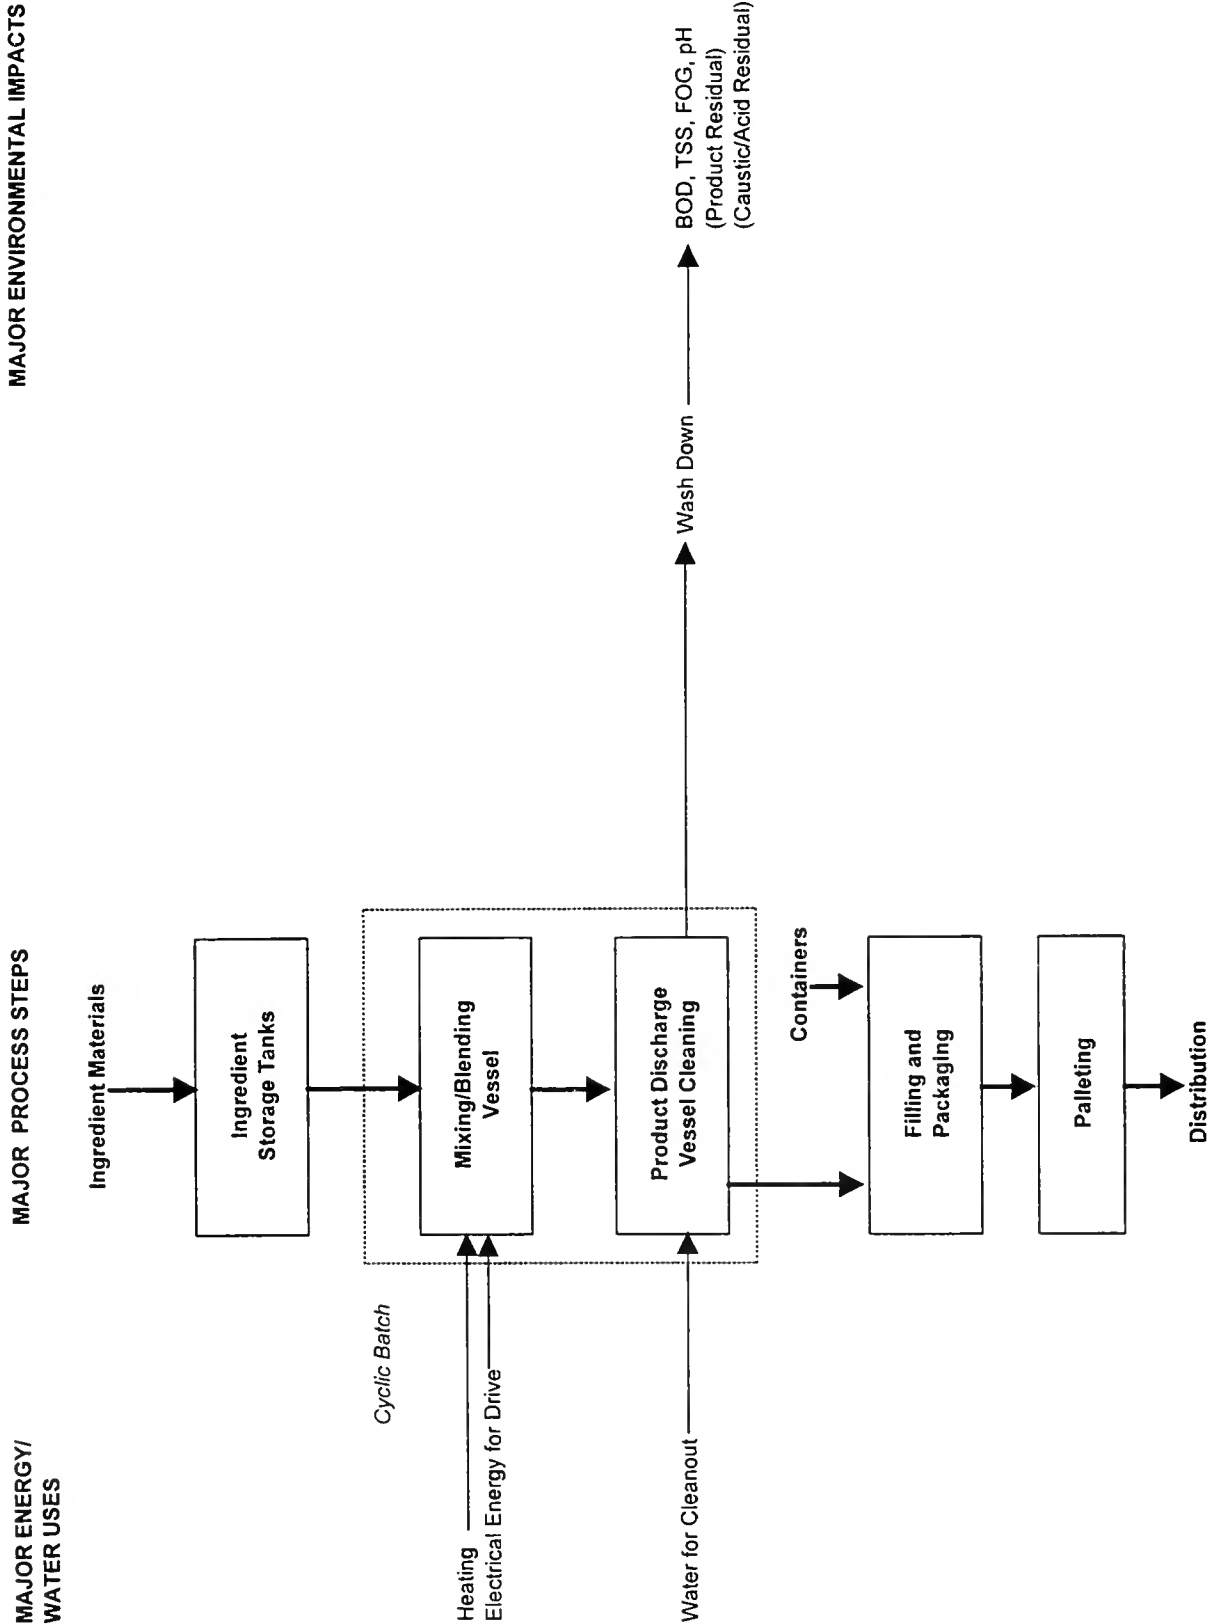 MAJOR ENERGY/
WATER USES
MAJOR PROCESS STEPS
MAJOR ENVIRONMENTAL IMPACTS
Ingredient Materials
Ingredient
Storage Tanks
Cyclic Batch
Heating
Electrical Energy for Drive
Mixing/Blending
Vessel
Water for Cleanout
Product Discharge
Vessel Cleaning
Wash Down
BOD, TSS, FOG, pH
(Product Residual)
(Caustic/Acid Residual)
Containers
Filling and
Packaging
Palleting
Distribution